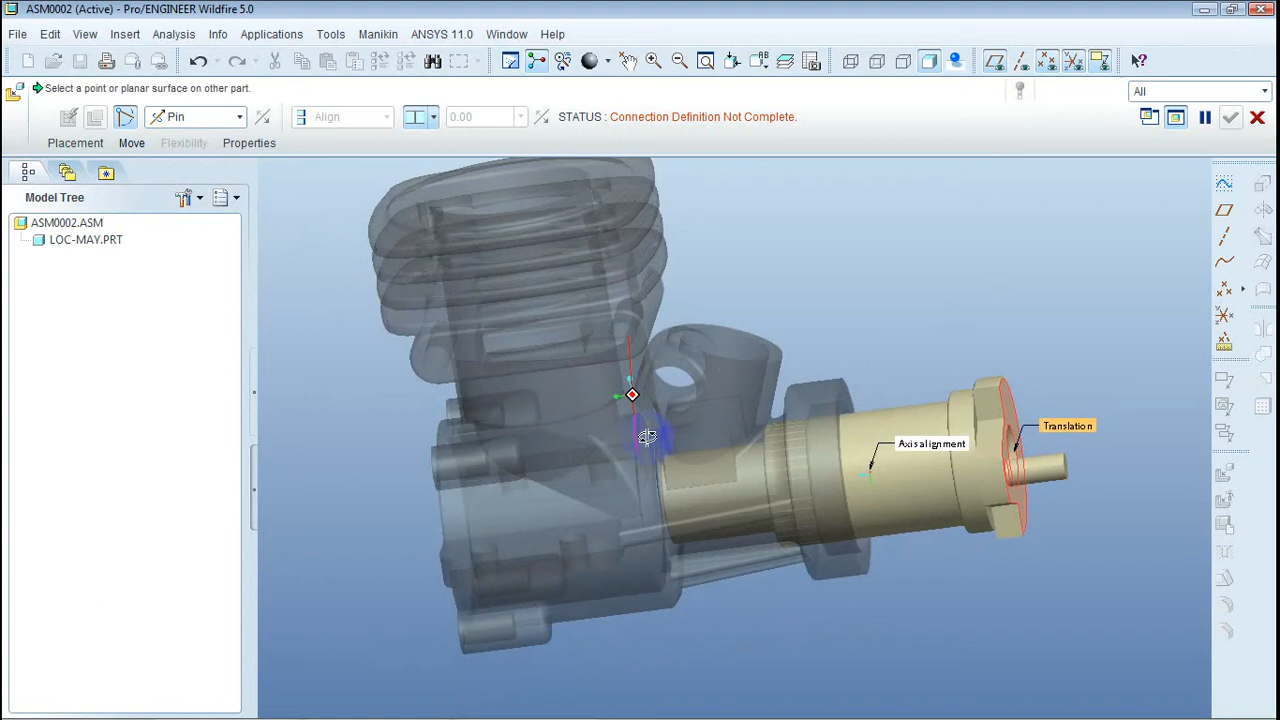 ASM0002 (Active) - Pro/ENGINEER Wildfire 5.0
File Edit View Insert Analysis Info Applications Tools Manikin ANSYS 11.0 Window Help
Select a point or planar surface on other part.
All
Pin Align 0.00 STATUS : Connection Definition Not Complete.
Placement Move Flexibility Properties
Model Tree
ASM0002.ASM
LOC-MAY.PRT
Translation
Axis alignment